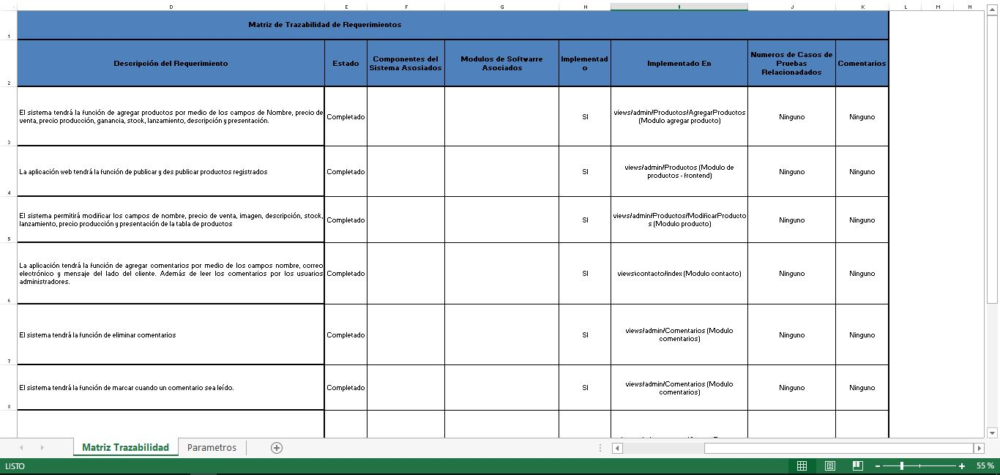 D E F G H I J K L M N
1 Matriz de Trazabilidad de Requerimientos
2 Descripción del Requerimiento
Estado
Componentes del
Sistema Asosiados
Modulos de Softwarre
Asociados
Implementad
o
Implementado En
Numeros de Casos de
Pruebas
Relacionadados
Comentarios
3
El sistema tendrá la función de agregar productos por medio de los campos de Nombre, precio de
venta, precio producción, ganancia, stock, lanzamiento, descripción y presentación.
Completado
SI
views/admin/Productos/AgregarProductos
(Modulo agregar producto)
Ninguno
Ninguno
4
La aplicación web tendrá la función de publicar y des publicar productos registrados
Completado
SI
views/admin/Productos (Modulo de
productos - frontend)
Ninguno
Ninguno
5
El sistema permitirá modificar los campos de nombre, precio de venta, imagen, descripción, stock,
lanzamiento, precio producción y presentación de la tabla de productos
Completado
SI
views/admin/Productos/ModificarProducto
s (Modulo producto)
Ninguno
Ninguno
6
La aplicación tendrá la función de agregar comentarios por medio de los campos nombre, correo
electrónico y mensaje del lado del cliente. Además de leer los comentarios por los usuarios
administradores.
Completado
SI
views\contacto/index (Modulo contacto)
Ninguno
Ninguno
7
El sistema tendrá la función de eliminar comentarios
Completado
SI
views/admin/Comentarios (Modulo
comentarios)
Ninguno
Ninguno
8
El sistema tendrá la función de marcar cuando un comentario sea leído.
Completado
SI
views/admin/Comentarios (Modulo
comentarios)
Ninguno
Ninguno
Matriz Trazabilidad
Parametros
LISTO
55 %